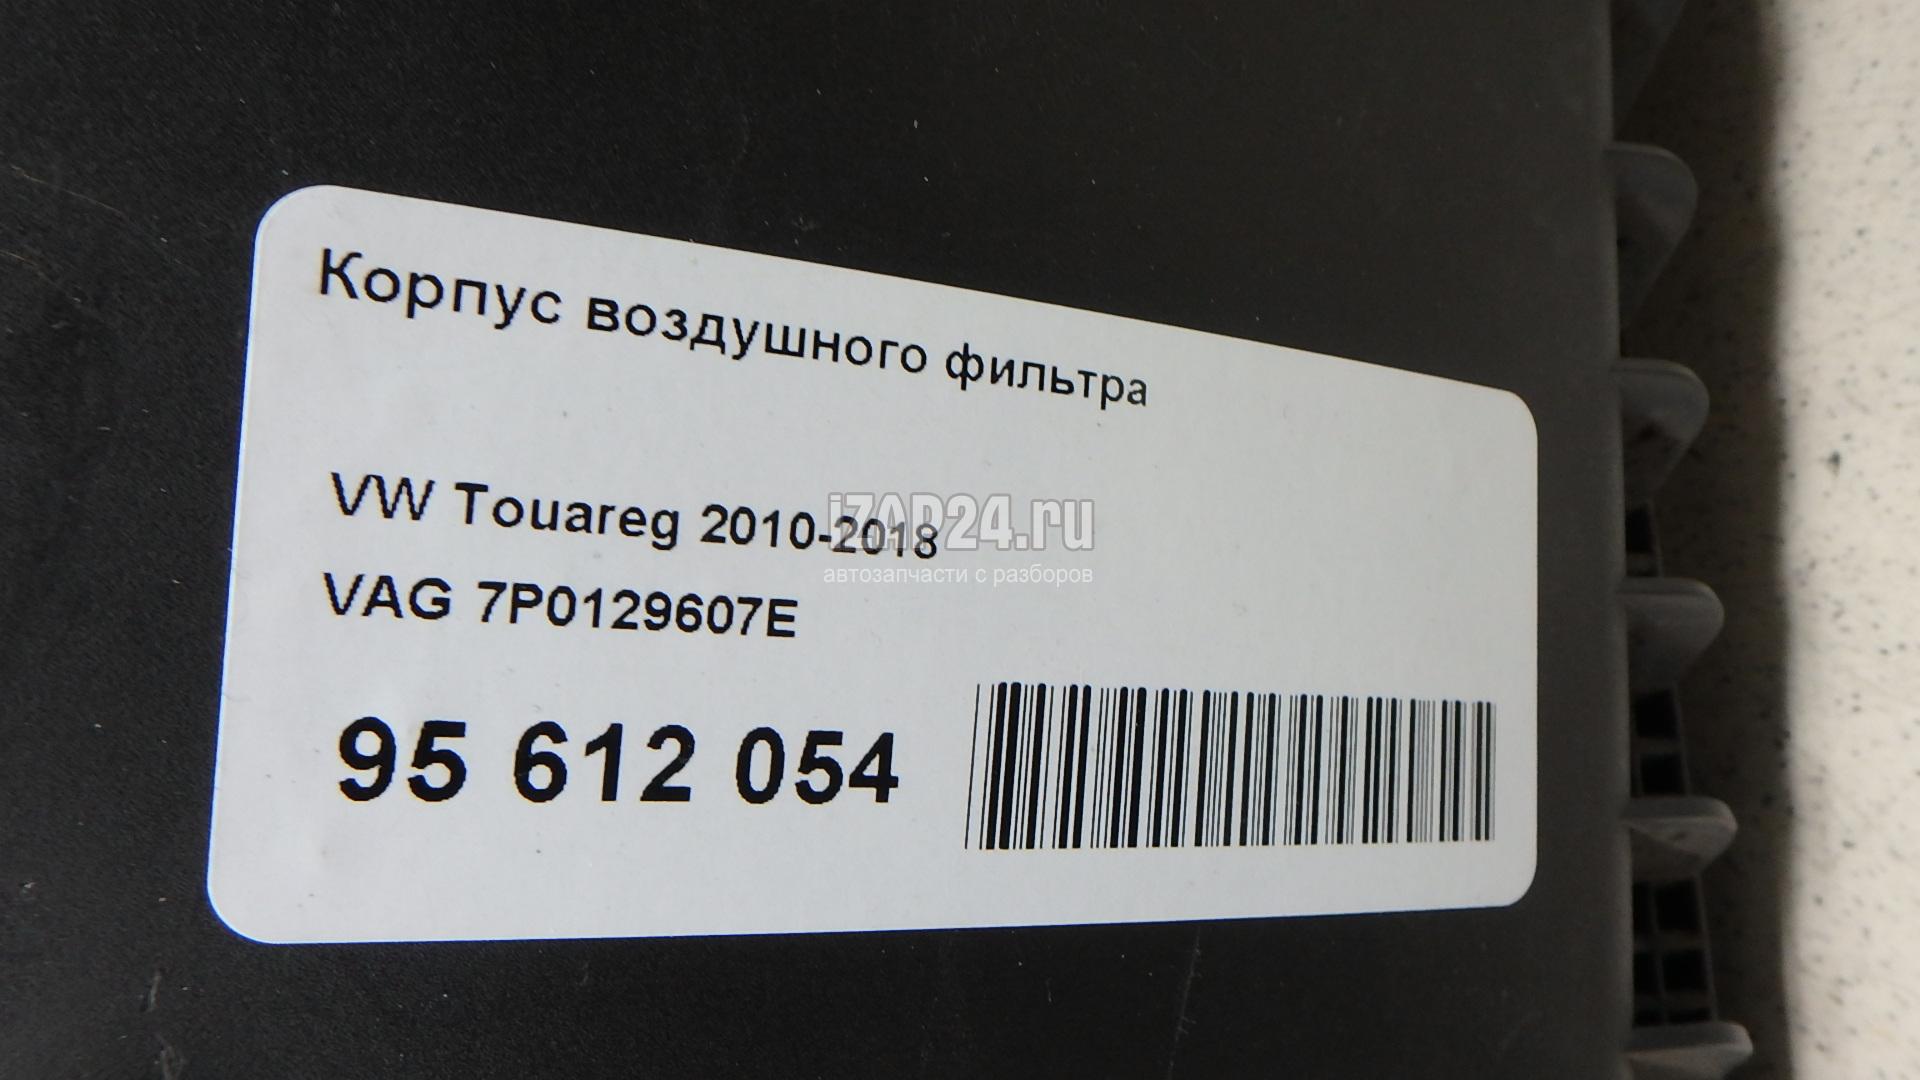 Корпус воздушного фильтра
VW Touareg 2010-2018
iZAP24.ru
автозапчасти с разборов
VAG 7P0129607E
95 612 054